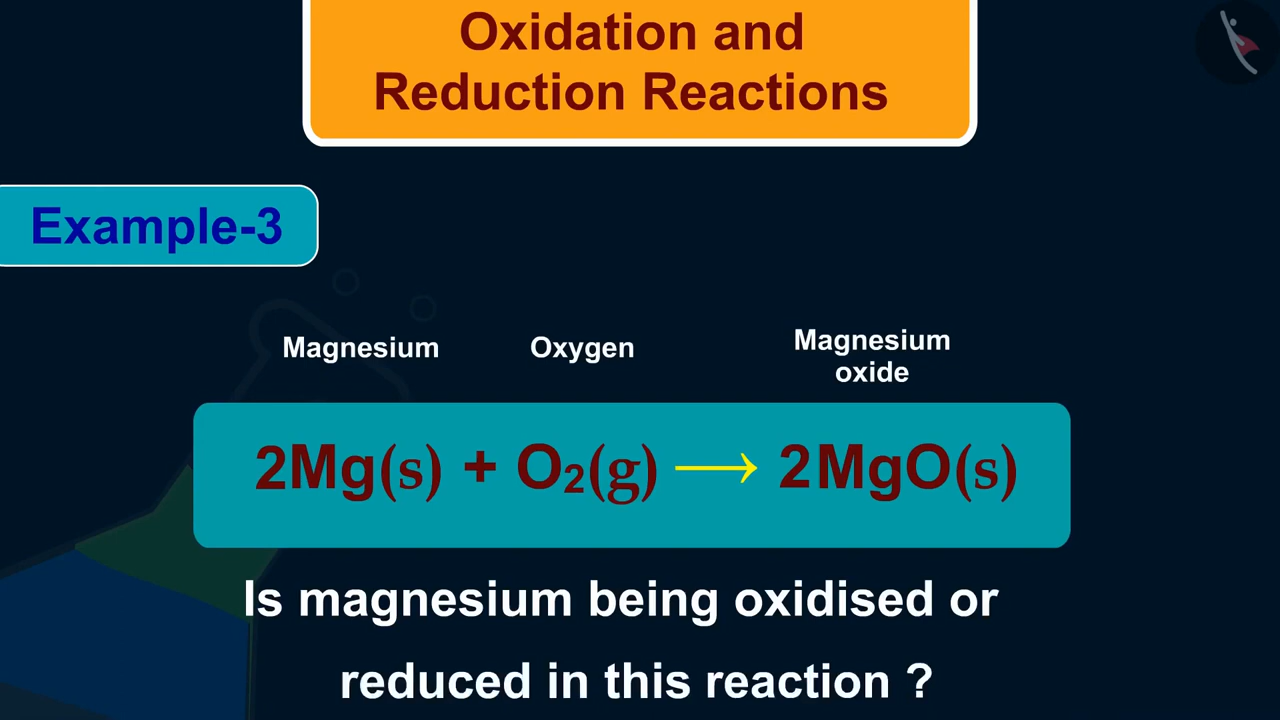 Oxidation and
Reduction Reactions
Example-3
Magnesium Oxygen Magnesium
oxide
2Mg(s) + O₂(g) ⟶ 2MgO(s)
Is magnesium being oxidised or
reduced in this reaction ?